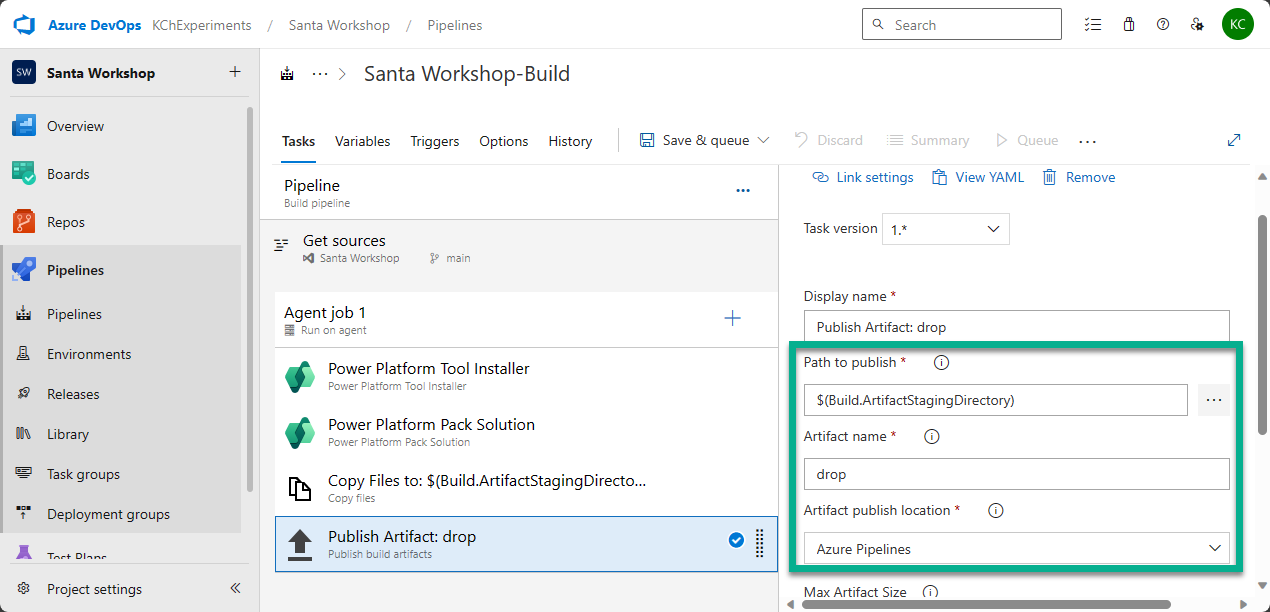 Azure DevOps KChExperiments / Santa Workshop / Pipelines
Search
KC
SW Santa Workshop +
Overview
Boards
Repos
Pipelines
Pipelines
Environments
Releases
Library
Task groups
Deployment groups
Test Plans
Project settings
Santa Workshop-Build
Tasks Variables Triggers Options History Save & queue Discard Summary Queue
Pipeline
Build pipeline
Get sources
Santa Workshop main
Agent job 1
Run on agent
Power Platform Tool Installer
Power Platform Tool Installer
Power Platform Pack Solution
Power Platform Pack Solution
Copy Files to: $(Build.ArtifactStagingDirecto...
Copy files
Publish Artifact: drop
Publish build artifacts
Link settings View YAML Remove
Task version 1.*
Display name *
Publish Artifact: drop
Path to publish *
$(Build.ArtifactStagingDirectory)
Artifact name *
drop
Artifact publish location *
Azure Pipelines
Max Artifact Size